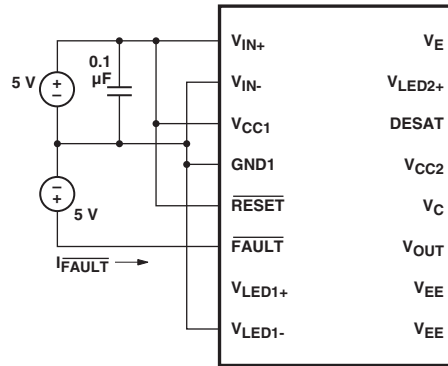 0.1
µF
5 V
+
−
−
+
5 V
I_FAULT
V_IN+
V_IN-
V_CC1
GND1
RESET
FAULT
V_LED1+
V_LED1-
V_E
V_LED2+
DESAT
V_CC2
V_C
V_OUT
V_EE
V_EE